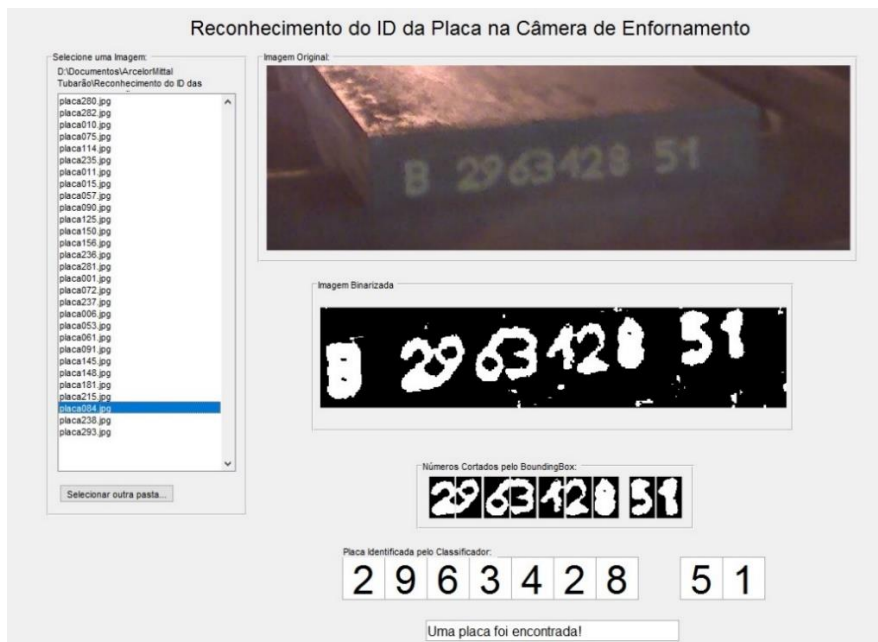 Reconhecimento do ID da Placa na Câmera de Enfornamento
Selecione uma Imagem:
D:\Documentos\ArcelorMittal
Tubarão\Reconhecimento do ID das
placa280.jpg
placa282.jpg
placa010.jpg
placa075.jpg
placa114.jpg
placa235.jpg
placa011.jpg
placa015.jpg
placa057.jpg
placa090.jpg
placa125.jpg
placa150.jpg
placa156.jpg
placa236.jpg
placa281.jpg
placa001.jpg
placa072.jpg
placa237.jpg
placa006.jpg
placa053.jpg
placa061.jpg
placa091.jpg
placa145.jpg
placa148.jpg
placa181.jpg
placa215.jpg
placa084.jpg
placa238.jpg
placa293.jpg
Selecionar outra pasta...
Imagem Original:
B 2963428 51
Imagem Binarizada
B 2963428 51
Números Cortados pelo BoundingBox:
2963428 51
Placa Identificada pelo Classificador:
2 9 6 3 4 2 8 5 1
Uma placa foi encontrada!